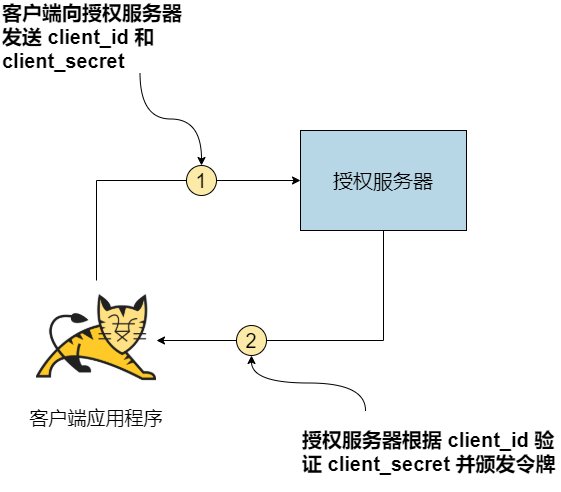 客户端向授权服务器
发送 client_id 和
client_secret
1
授权服务器
2
客户端应用程序
授权服务器根据 client_id 验
证 client_secret 并颁发令牌